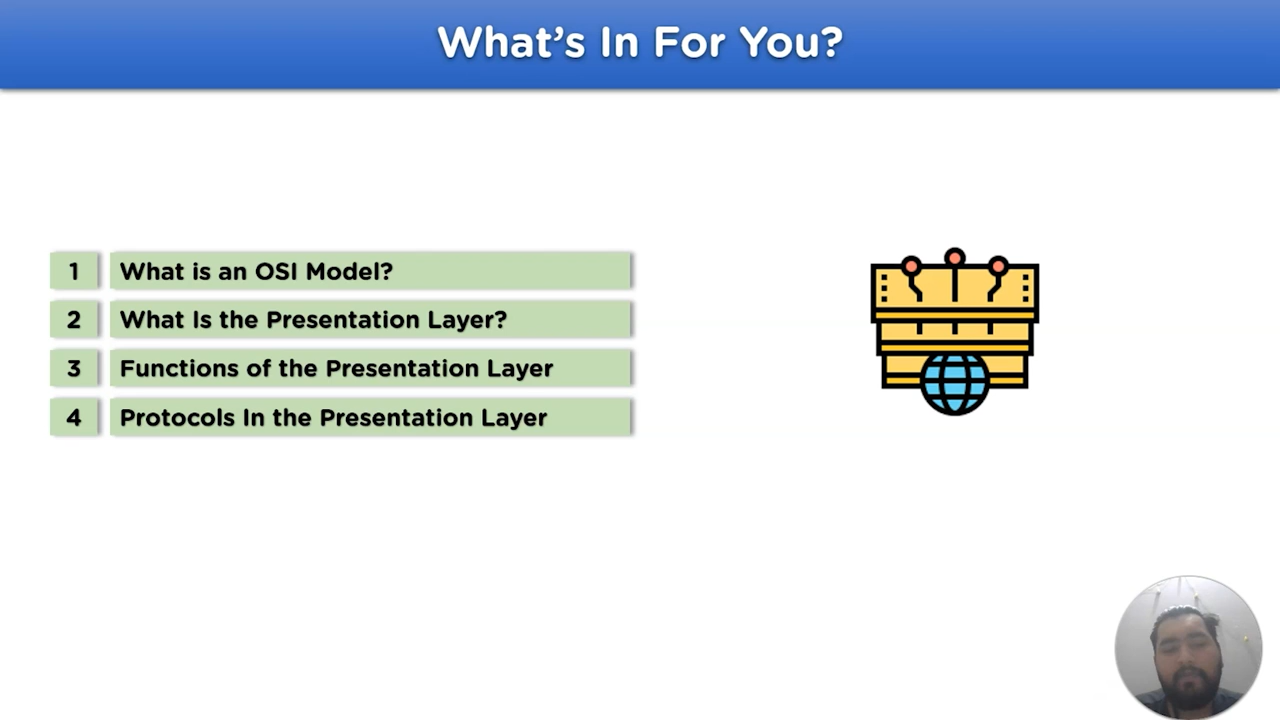 What's In For You?
1 What is an OSI Model?
2 What Is the Presentation Layer?
3 Functions of the Presentation Layer
4 Protocols In the Presentation Layer